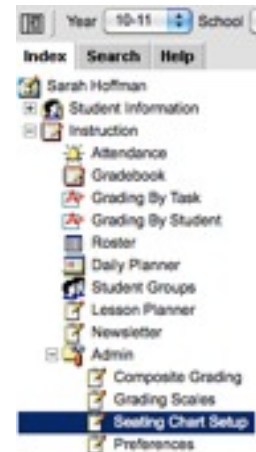 Year 10-11 School
Index Search Help
Sarah Hoffman
Student Information
Instruction
Attendance
Gradebook
Grading By Task
Grading By Student
Roster
Daily Planner
Student Groups
Lesson Planner
Newsletter
Admin
Composite Grading
Grading Scales
Seating Chart Setup
Preferences